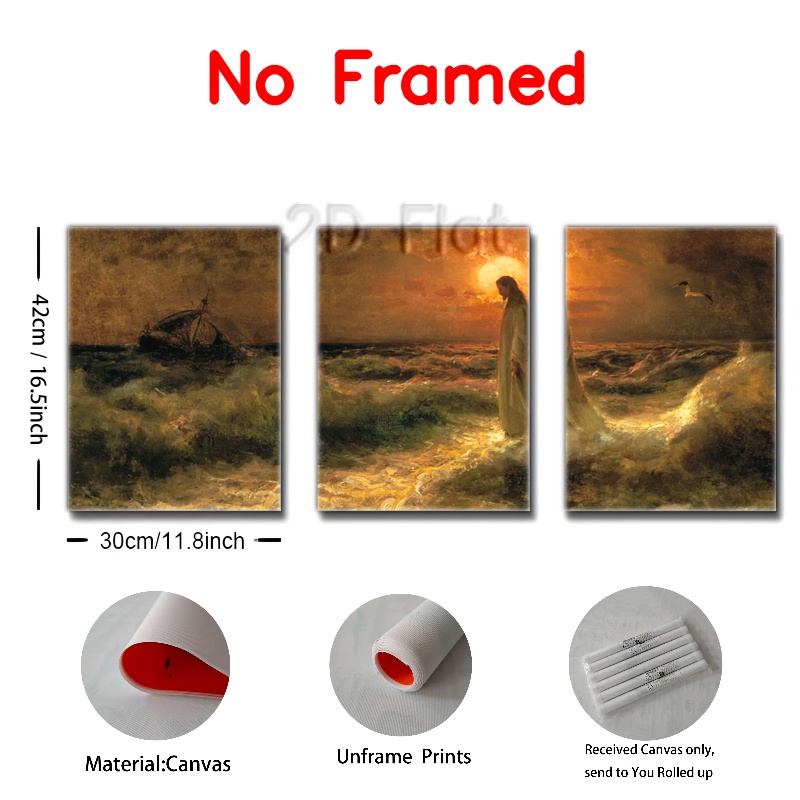 No Framed
2D Flat
42cm / 16.5inch
30cm/11.8inch
Material:Canvas
Unframe Prints
Received Canvas only,
send to You Rolled up